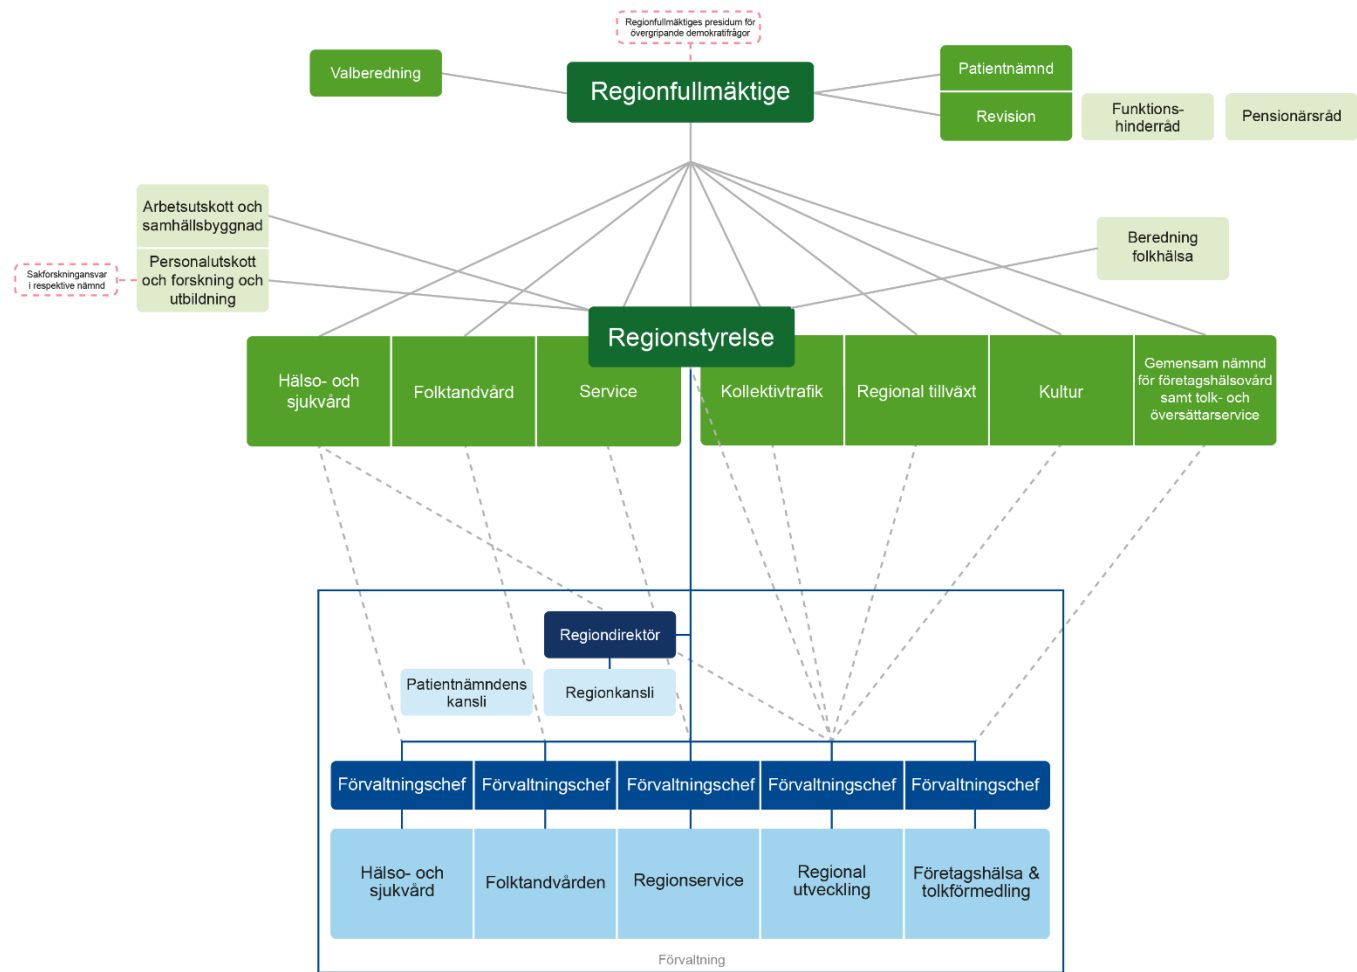 Regionfullmäktiges presidum för
övergripande demokratifrågor
Valberedning
Regionfullmäktige
Patientnämnd
Revision
Funktions-
hinderråd
Pensionärsråd
Arbetsutskott och
samhällsbyggnad
Personalutskott
och forskning och
utbildning
Sakforskningansvar
i respektive nämnd
Beredning
folkhälsa
Regionstyrelse
Hälso- och
sjukvård
Folktandvård
Service
Kollektivtrafik
Regional tillväxt
Kultur
Gemensam nämnd
för företagshälsovård
samt tolk- och
översättarservice
Regiondirektör
Patientnämndens
kansli
Regionkansli
Förvaltningschef
Förvaltningschef
Förvaltningschef
Förvaltningschef
Förvaltningschef
Hälso- och
sjukvård
Folktandvården
Regionservice
Regional
utveckling
Företagshälsa &
tolkförmedling
Förvaltning